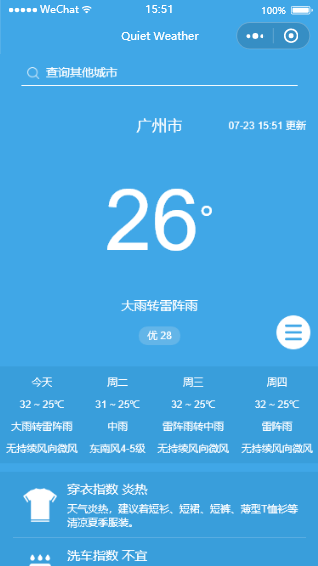 WeChat 15:51 100%
Quiet Weather
查询其他城市
广州市 07-23 15:51 更新
26°
大雨转雷阵雨
优 28
今天 周二 周三 周四
32 ~ 25℃ 31 ~ 25℃ 32 ~ 25℃ 32 ~ 25℃
大雨转雷阵雨 中雨 雷阵雨转中雨 雷阵雨
无持续风向微风 东南风4-5级 无持续风向微风 无持续风向微风
穿衣指数 炎热
天气炎热，建议着短衫、短裙、短裤、薄型T恤衫等
清凉夏季服装。
洗车指数 不宜